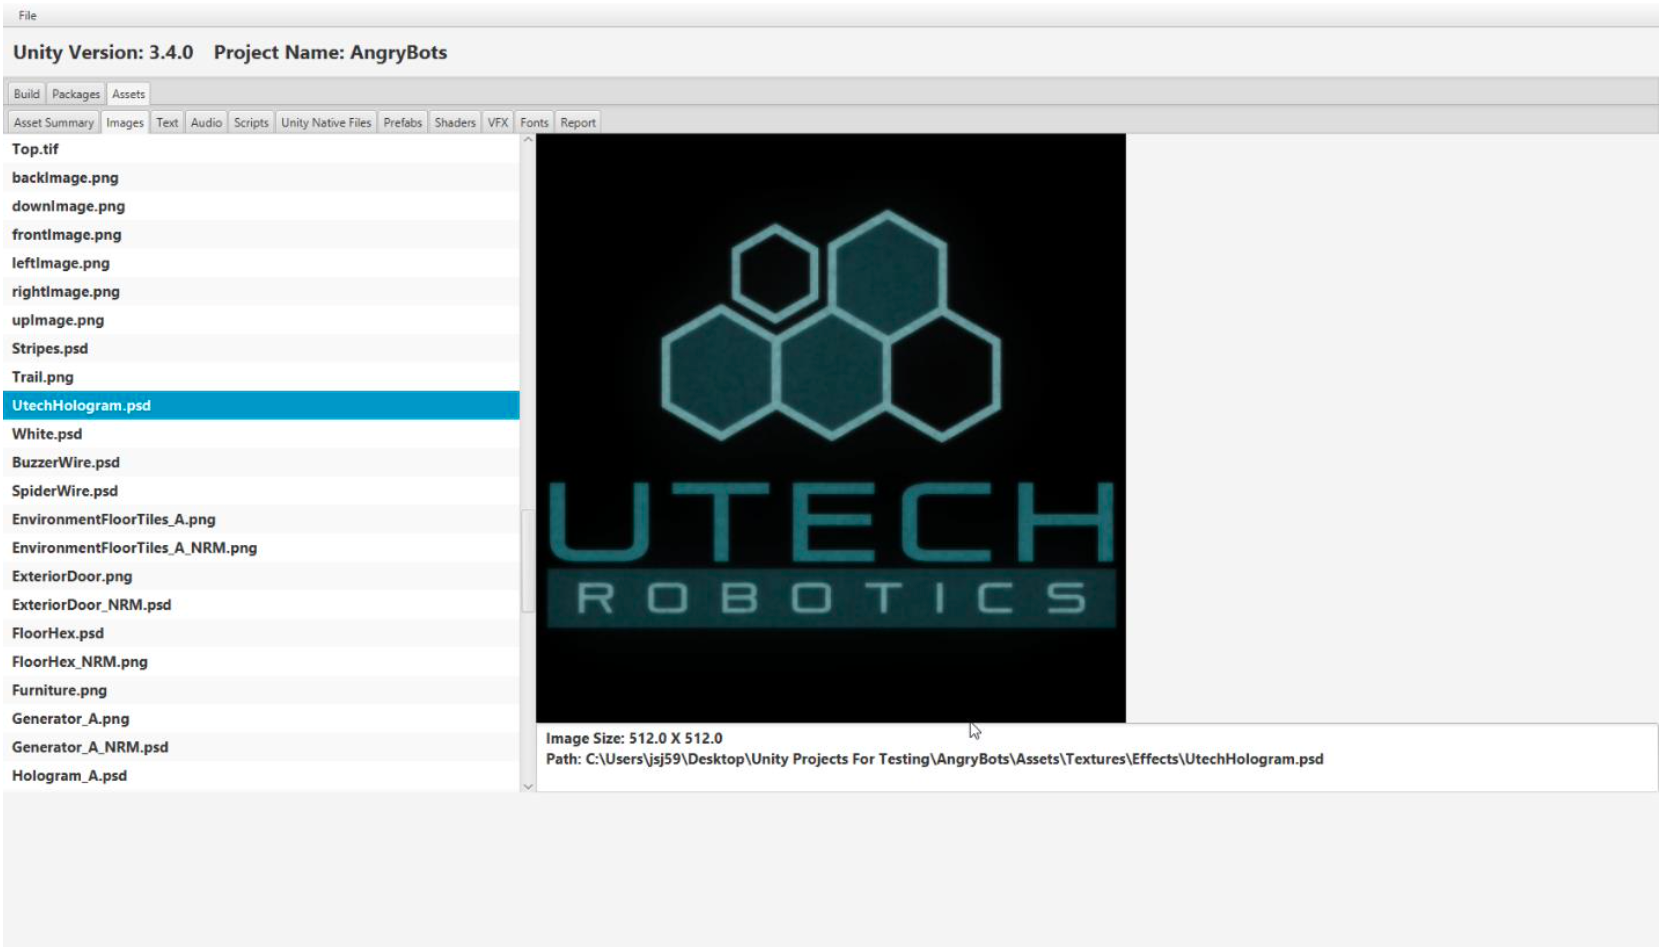 File
Unity Version: 3.4.0 Project Name: AngryBots
Build Packages Assets
Asset Summary Images Text Audio Scripts Unity Native Files Prefabs Shaders VFX Fonts Report
Top.tif
backImage.png
downImage.png
frontImage.png
leftImage.png
rightImage.png
upImage.png
Stripes.psd
Trail.png
UtechHologram.psd
White.psd
BuzzerWire.psd
SpiderWire.psd
EnvironmentFloorTiles_A.png
EnvironmentFloorTiles_A_NRM.png
ExteriorDoor.png
ExteriorDoor_NRM.psd
FloorHex.psd
FloorHex_NRM.png
Furniture.png
Generator_A.png
Generator_A_NRM.psd
Hologram_A.psd
UTECH
ROBOTICS
Image Size: 512.0 X 512.0
Path: C:\Users\jsj59\Desktop\Unity Projects For Testing\AngryBots\Assets\Textures\Effects\UtechHologram.psd